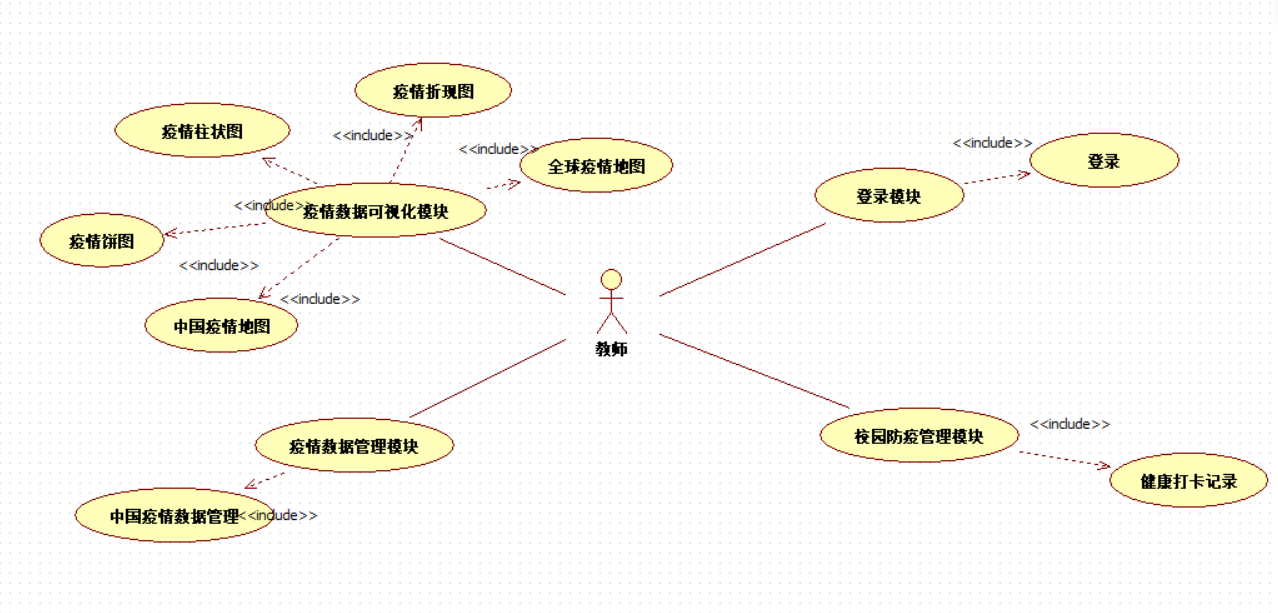 疫情折现图
疫情柱状图
<<include>>
<<include>>
全球疫情地图
<<include>>
登录
登录模块
<<include>>
疫情数据可视化模块
疫情饼图
<<include>>
<<include>>
中国疫情地图
教师
疫情数据管理模块
<<include>>
校园防疫管理模块
健康打卡记录
中国疫情数据管理
<<include>>